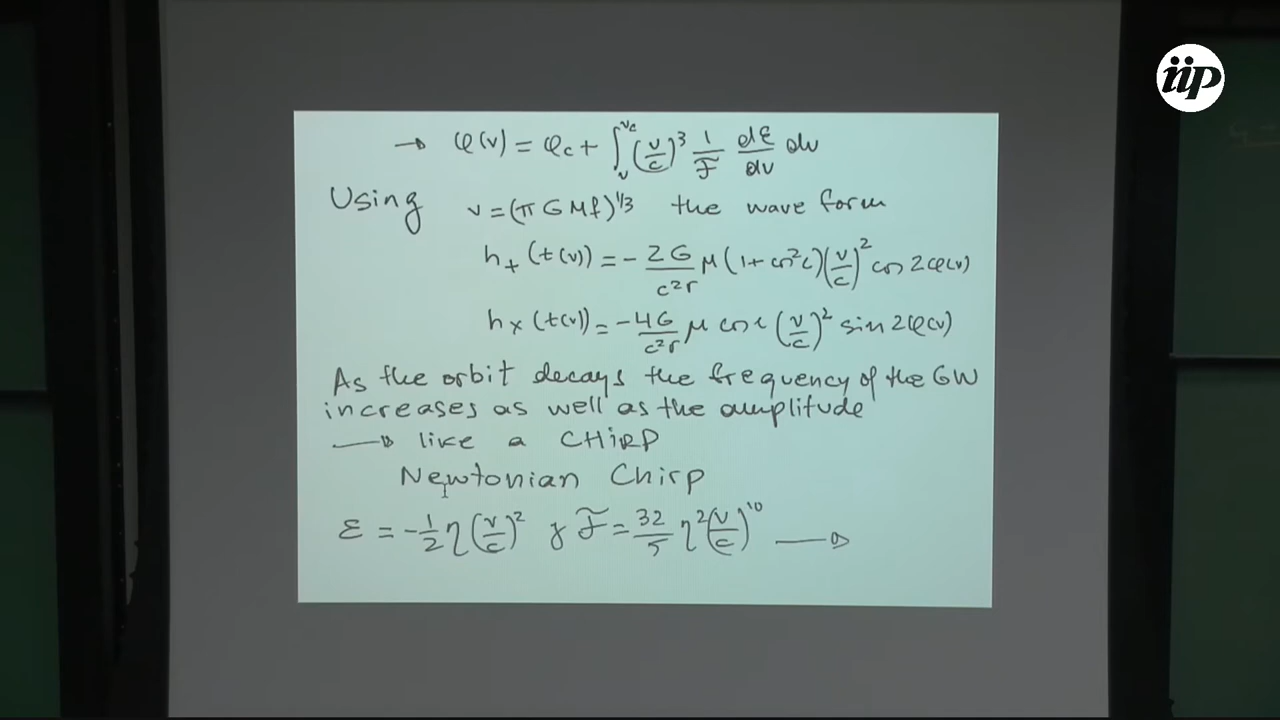 iip
→ φ(v) = φc + ∫_v^{vc} (v/c)^3 1/F dE/dv dv
Using v = (π G M f)^{1/3} the wave form
h+ (t(v)) = - 2G/c²r μ (1+cos²ι)(v/c)^2 cos 2φ(v)
h× (t(v)) = - 4G/c²r μ cos ι (v/c)^2 sin 2φ(v)
As the orbit decays the frequency of the GW
increases as well as the amplitude
→ like a CHIRP
Newtonian Chirp
ε = - 1/2 η (v/c)^2 y F = 32/5 η² (v/c)^10 →